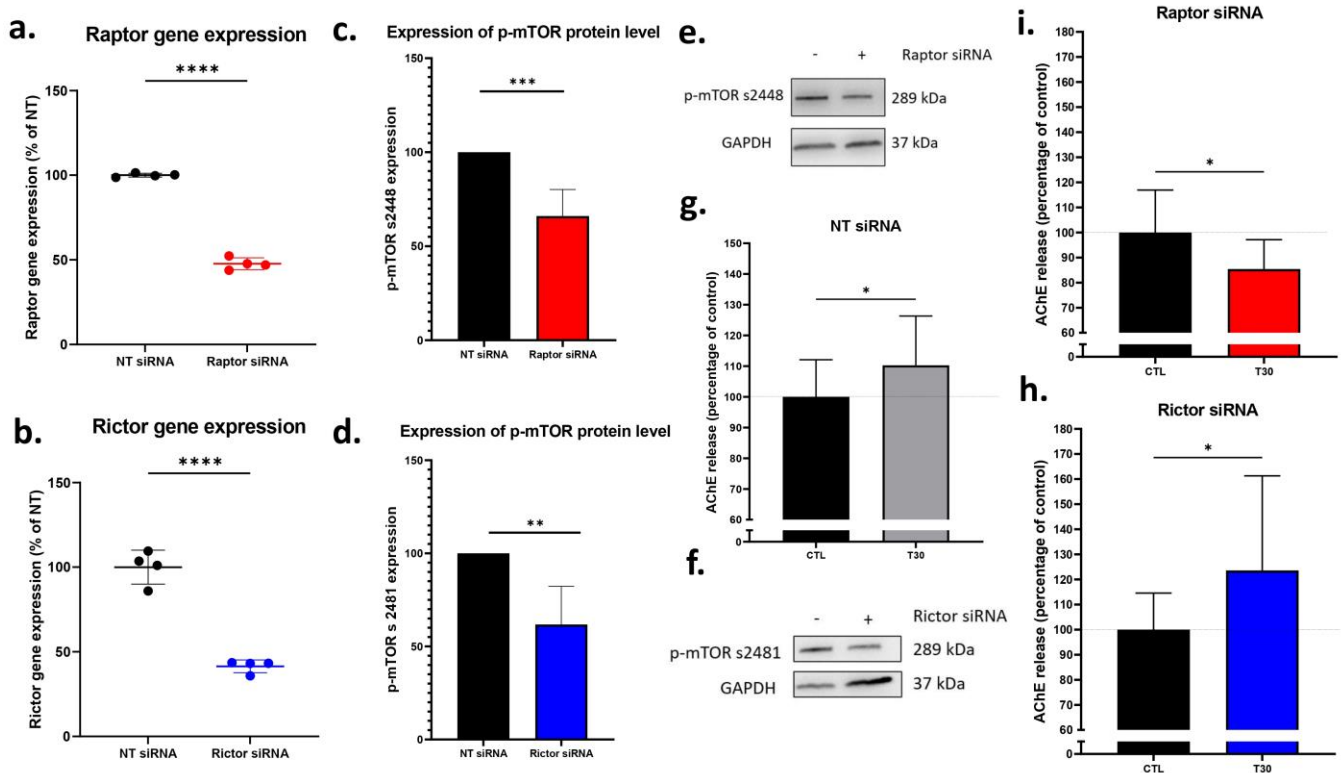 a.
Raptor gene expression
****
Raptor gene expression (% of NT)
150
100
50
0
NT siRNA
Raptor siRNA
b.
Rictor gene expression
****
Rictor gene expression (% of NT)
150
100
50
0
NT siRNA
Rictor siRNA
c.
Expression of p-mTOR protein level
***
p-mTOR s2448 expression
150
100
50
0
NT siRNA
Raptor siRNA
d.
Expression of p-mTOR protein level
**
p-mTOR s 2481 expression
150
100
50
0
NT siRNA
Rictor siRNA
e.
- + Raptor siRNA
p-mTOR s2448 289 kDa
GAPDH 37 kDa
g.
NT siRNA
*
AChE release (percentage of control)
150
140
130
120
110
100
90
80
70
60
0
CTL
T30
f.
- + Rictor siRNA
p-mTOR s2481 289 kDa
GAPDH 37 kDa
i.
Raptor siRNA
*
AChE release (percentage of control)
180
170
160
150
140
130
120
110
100
90
80
70
60
0
CTL
T30
h.
Rictor siRNA
*
AChE release (percentage of control)
180
170
160
150
140
130
120
110
100
90
80
70
60
0
CTL
T30